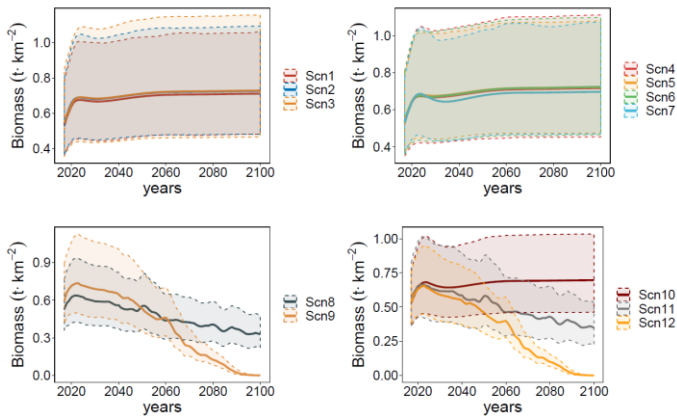 Biomass (t· km⁻²)
1.0
0.8
0.6
0.4
2020
2040
2060
2080
2100
years
Scn1
Scn2
Scn3
Biomass (t· km⁻²)
1.0
0.8
0.6
0.4
2020
2040
2060
2080
2100
years
Scn4
Scn5
Scn6
Scn7
Biomass (t· km⁻²)
0.9
0.6
0.3
0.0
2020
2040
2060
2080
2100
years
Scn8
Scn9
Biomass (t· km⁻²)
1.00
0.75
0.50
0.25
0.00
2020
2040
2060
2080
2100
years
Scn10
Scn11
Scn12